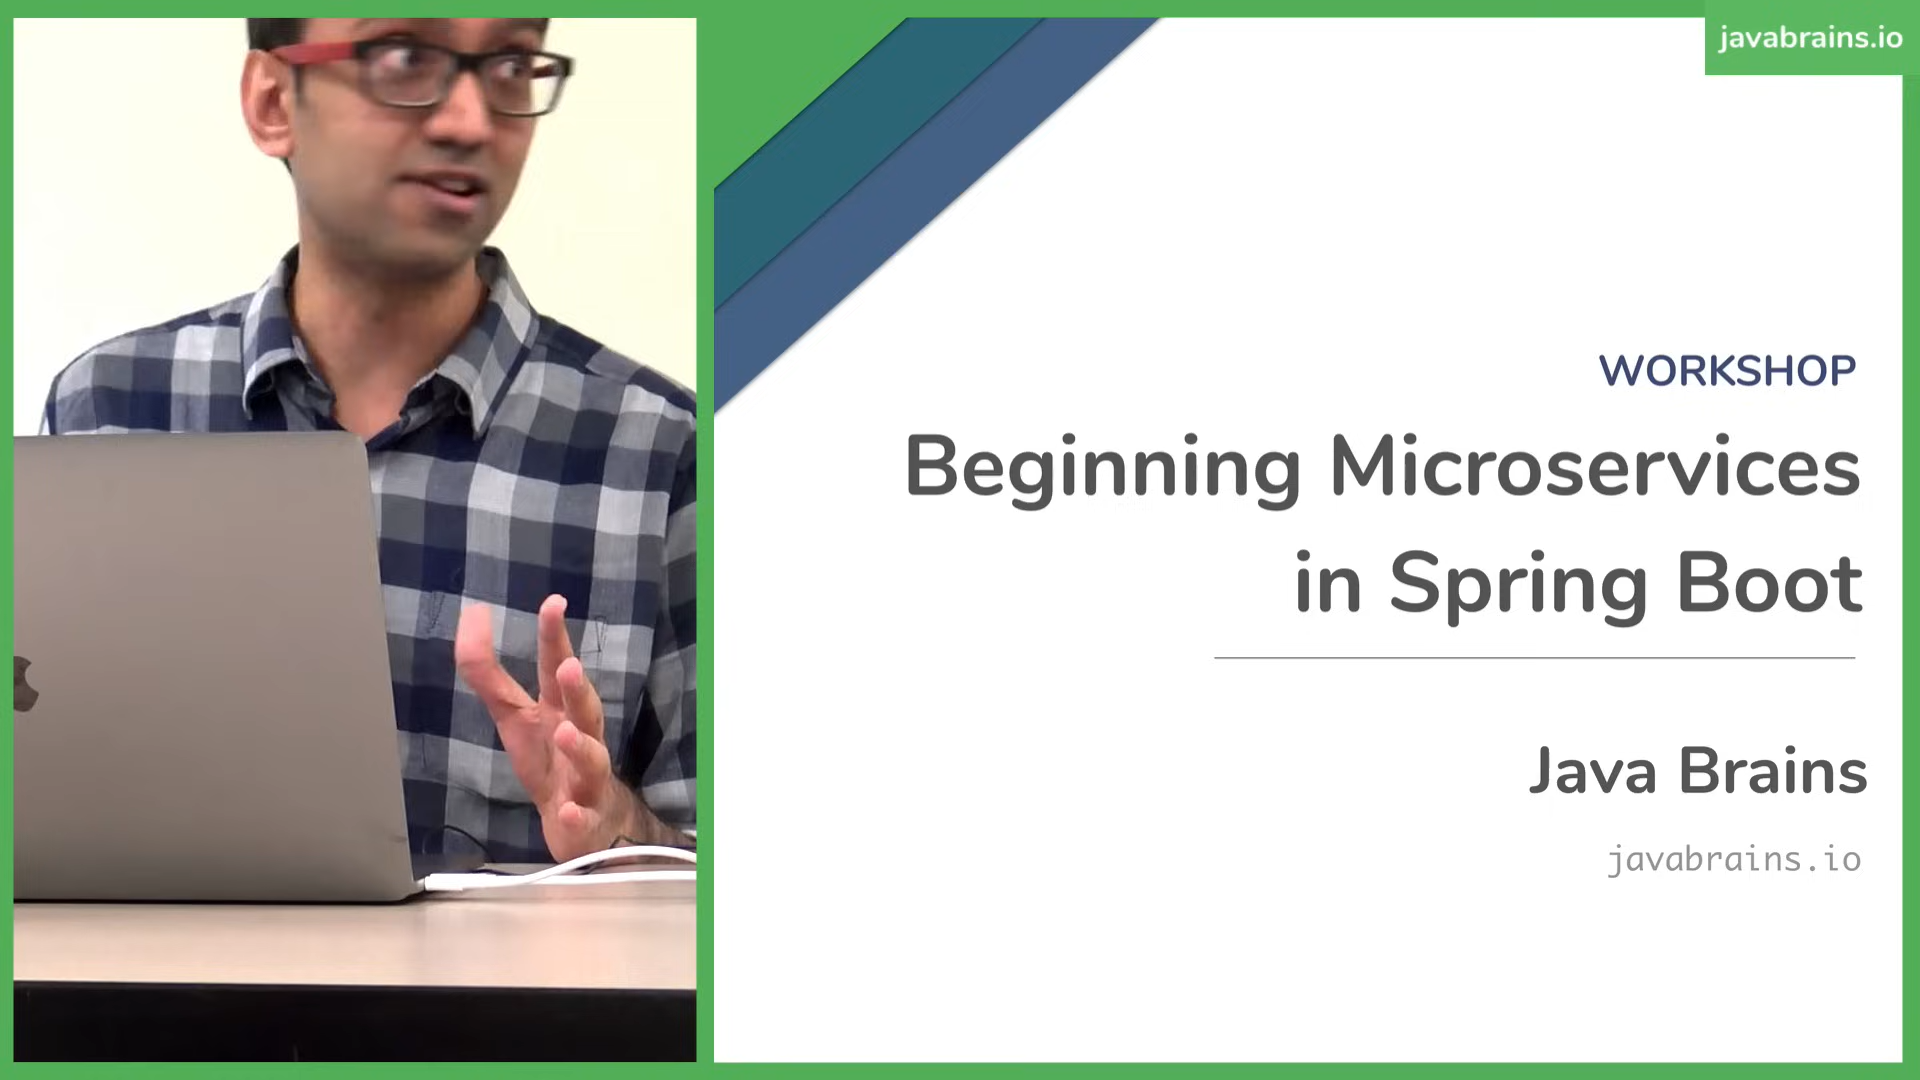 javabrains.io
WORKSHOP
Beginning Microservices
in Spring Boot
Java Brains
javabrains.io